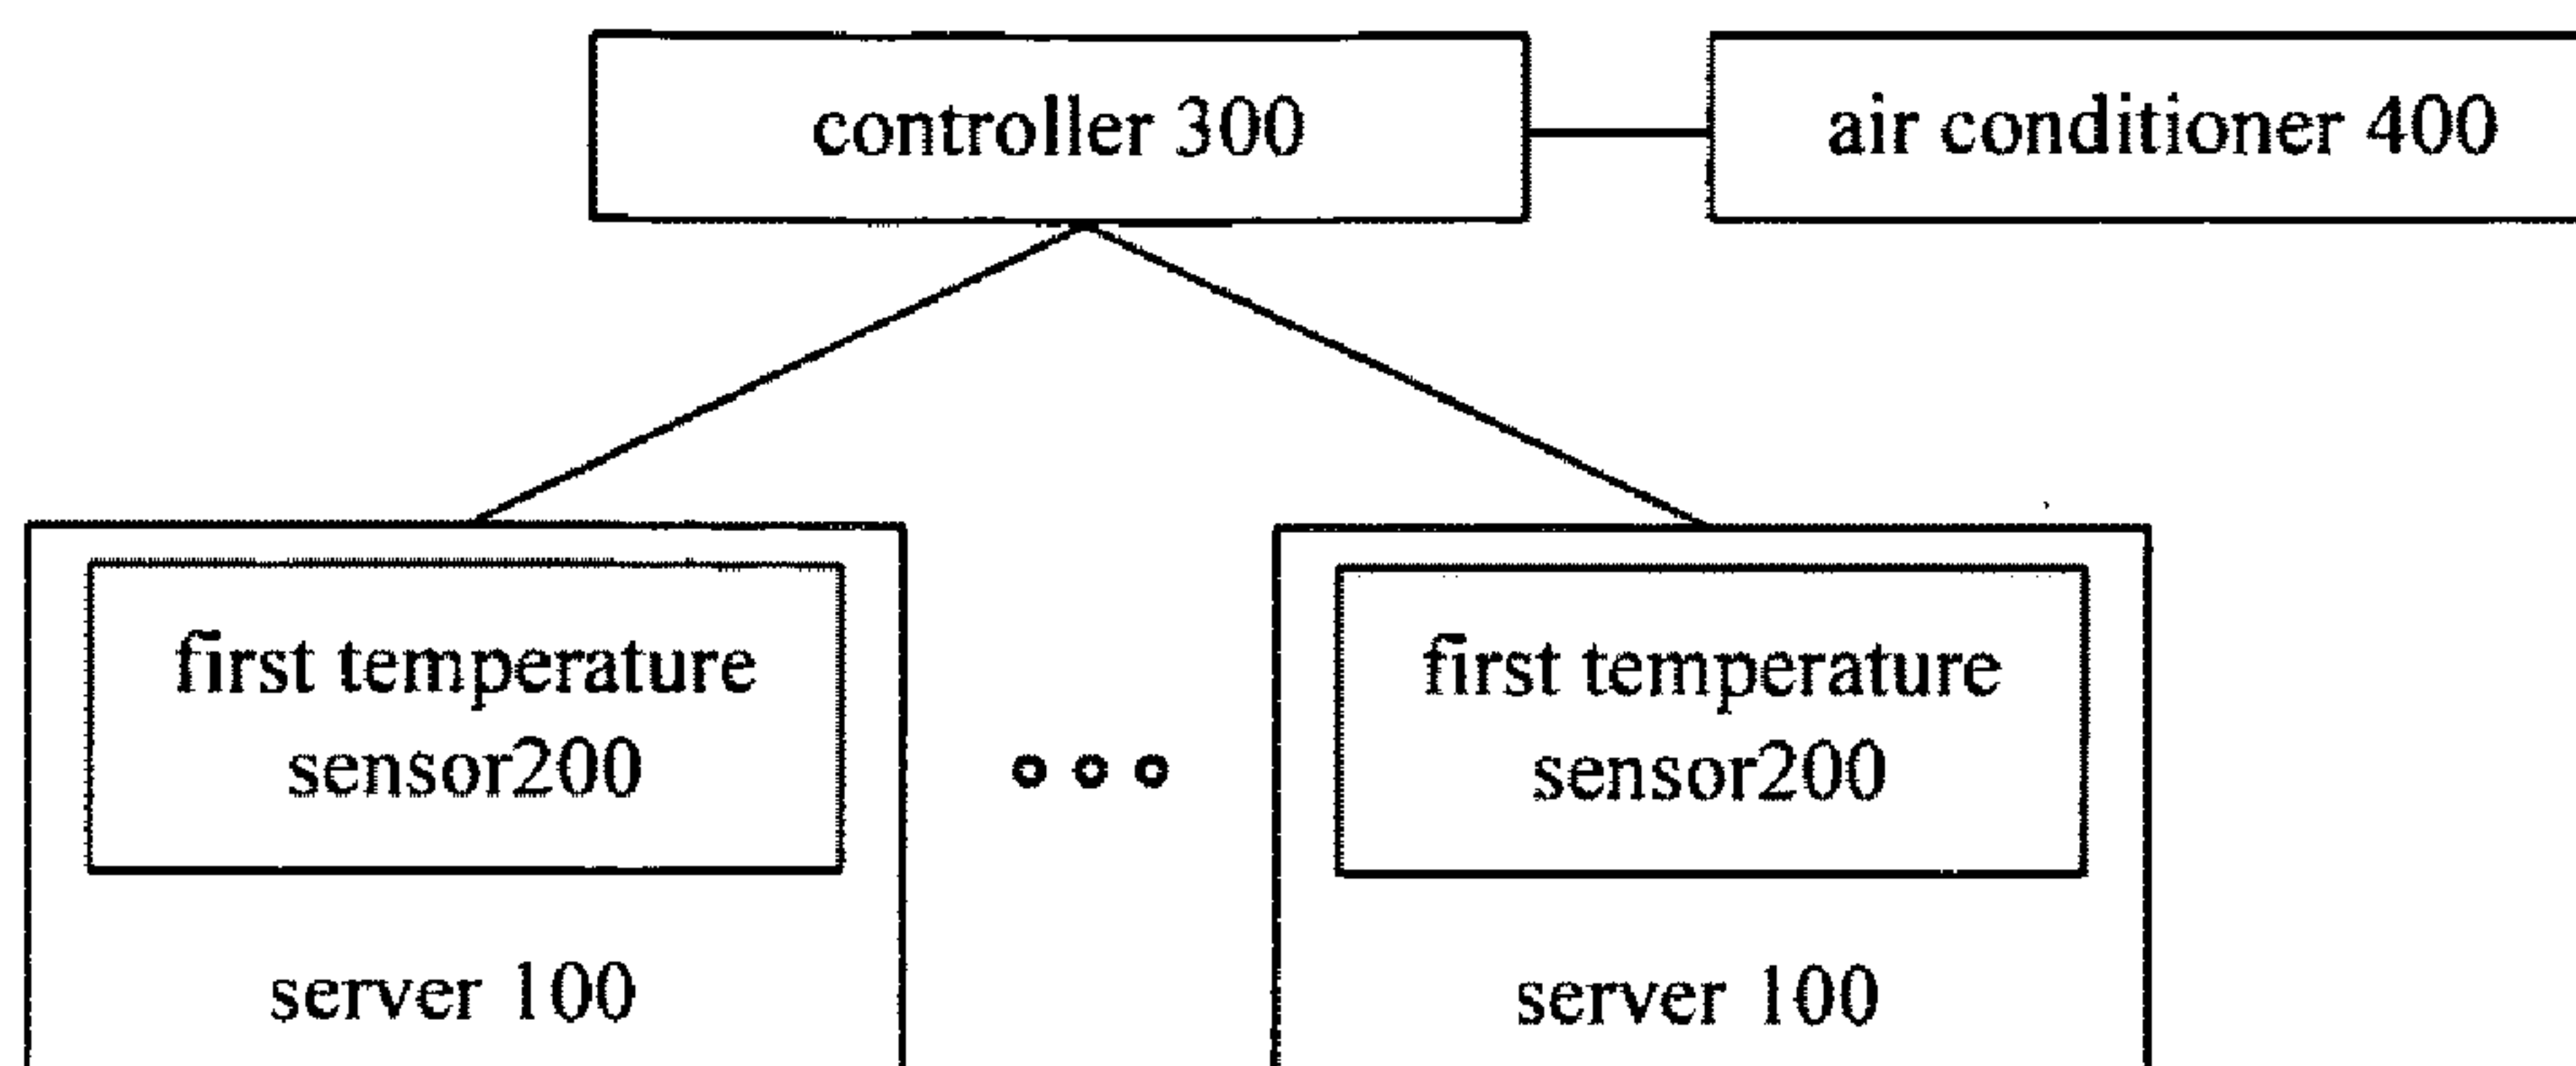 controller 300
air conditioner 400
first temperature
sensor200
first temperature
sensor200
server 100
server 100